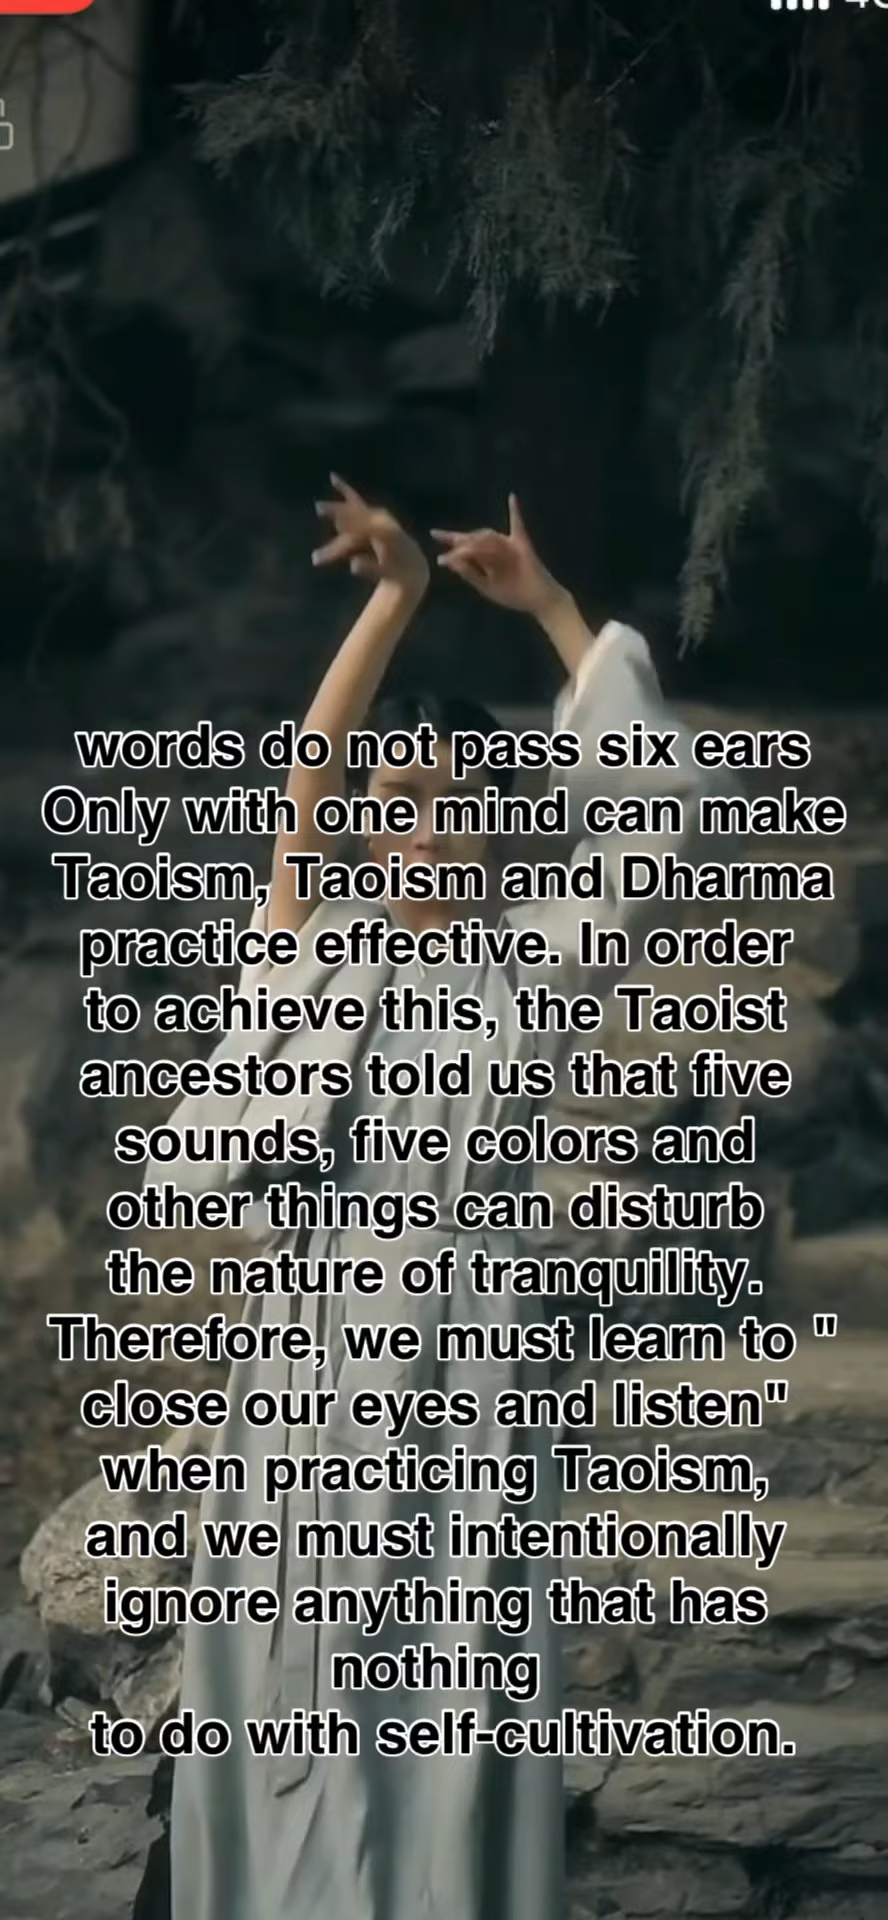 words do not pass six ears
Only with one mind can make
Taoism, Taoism and Dharma
practice effective. In order
to achieve this, the Taoist
ancestors told us that five
sounds, five colors and
other things can disturb
the nature of tranquility.
Therefore, we must learn to "
close our eyes and listen"
when practicing Taoism,
and we must intentionally
ignore anything that has
nothing
to do with self-cultivation.